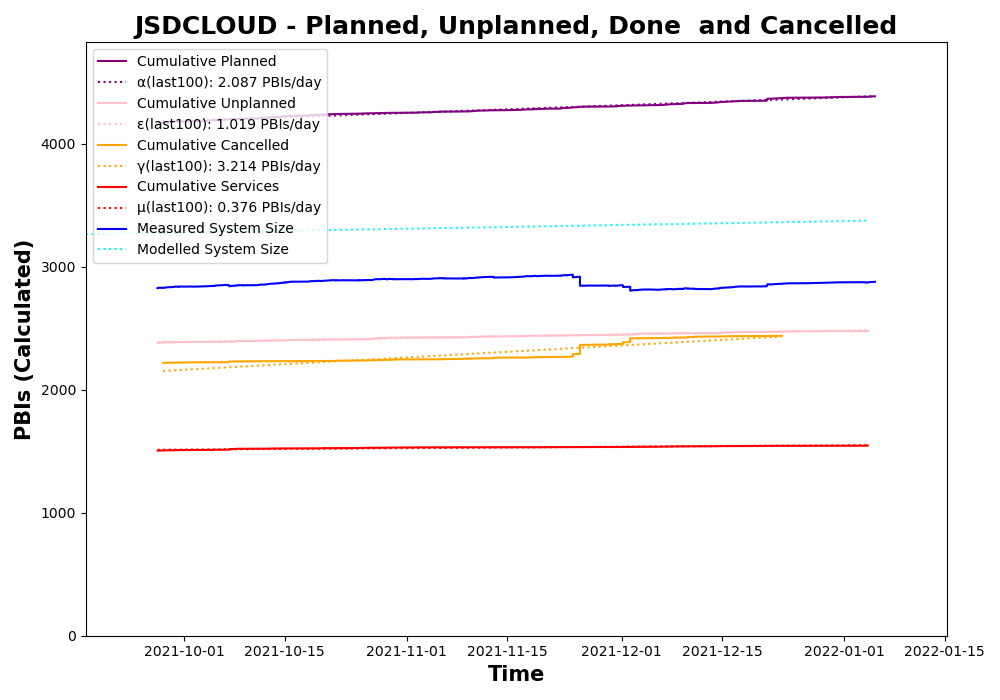 JSDCLOUD - Planned, Unplanned, Done  and Cancelled
Cumulative Planned
α(last100): 2.087 PBIs/day
Cumulative Unplanned
ε(last100): 1.019 PBIs/day
Cumulative Cancelled
γ(last100): 3.214 PBIs/day
Cumulative Services
μ(last100): 0.376 PBIs/day
Measured System Size
Modelled System Size
PBIs (Calculated)
4000
3000
2000
1000
0
2021-10-01 2021-10-15 2021-11-01 2021-11-15 2021-12-01 2021-12-15 2022-01-01 2022-01-15
Time